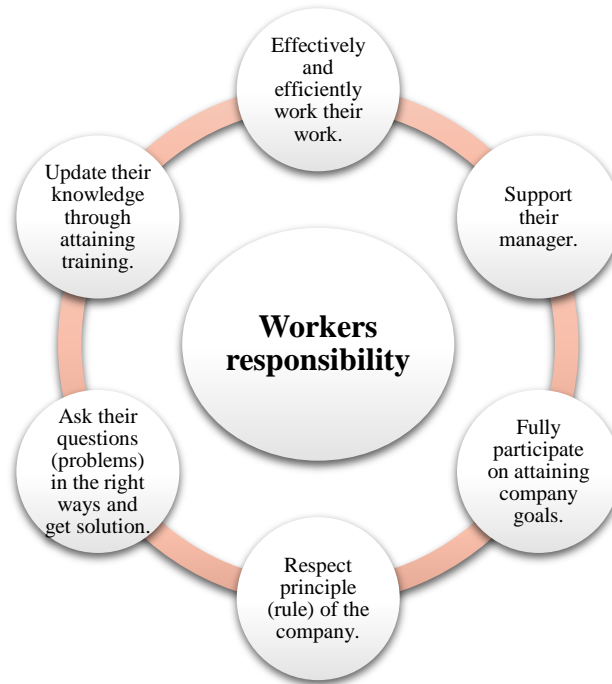 Effectively
and
efficiently
work their
work.
Support
their
manager.
Fully
participate
on attaining
company
goals.
Respect
principle
(rule) of the
company.
Ask their
questions
(problems)
in the right
ways and
get solution.
Update their
knowledge
through
attaining
training.
Workers
responsibility